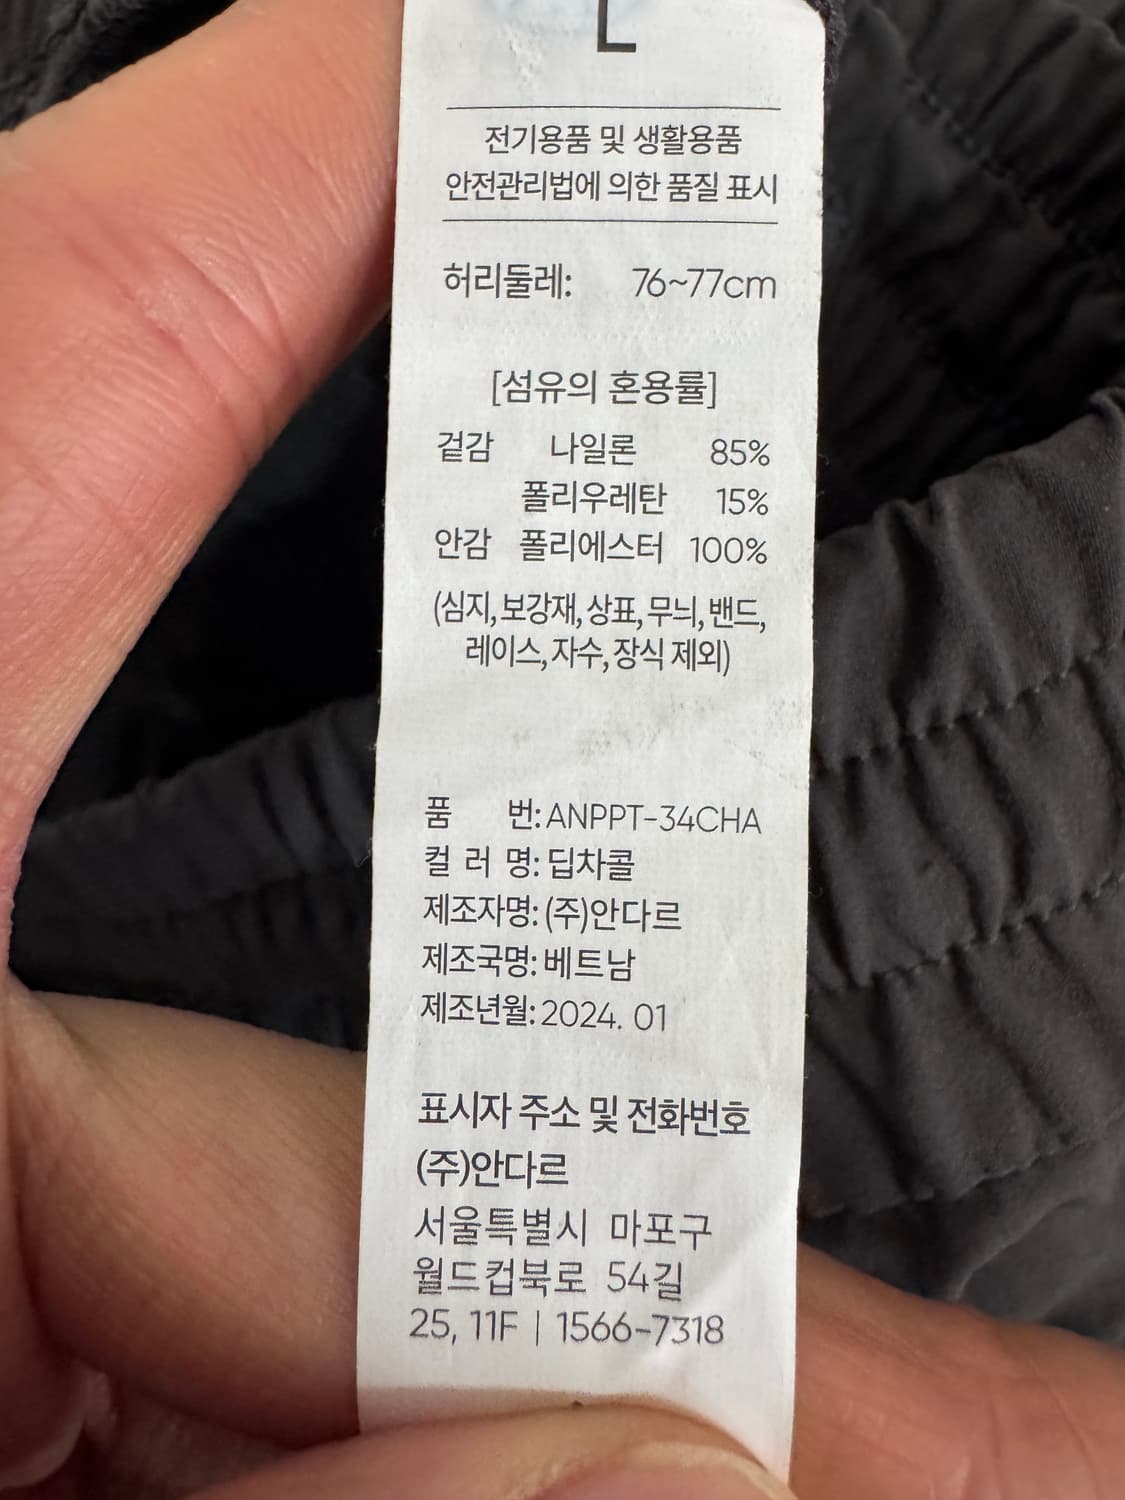 L
전기용품 및 생활용품
안전관리법에 의한 품질 표시
허리둘레: 76~77cm
[섬유의 혼용률]
겉감 나일론 85%
폴리우레탄 15%
안감 폴리에스터 100%
(심지,보강재,상표,무늬,밴드,
레이스,자수,장식 제외)
품 번:ANPPT-34CHA
컬 러 명: 딥차콜
제조자명: (주)안다르
제조국명: 베트남
제조년월: 2024. 01
표시자 주소 및 전화번호
(주)안다르
서울특별시 마포구
월드컵북로 54길
25, 11F | 1566-7318